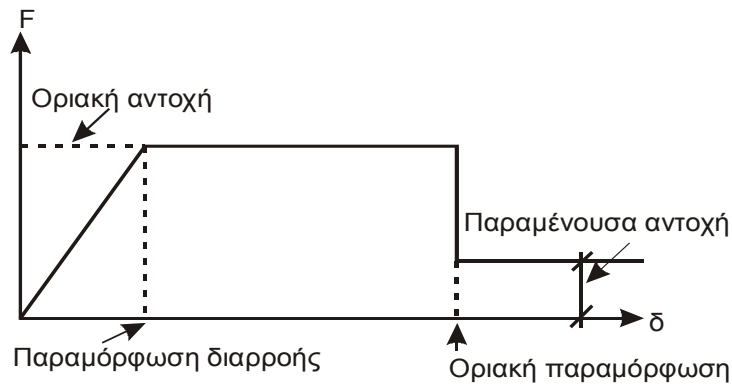 F
Οριακή αντοχή
Παραμένουσα αντοχή
δ
Παραμόρφωση διαρροής
Οριακή παραμόρφωση